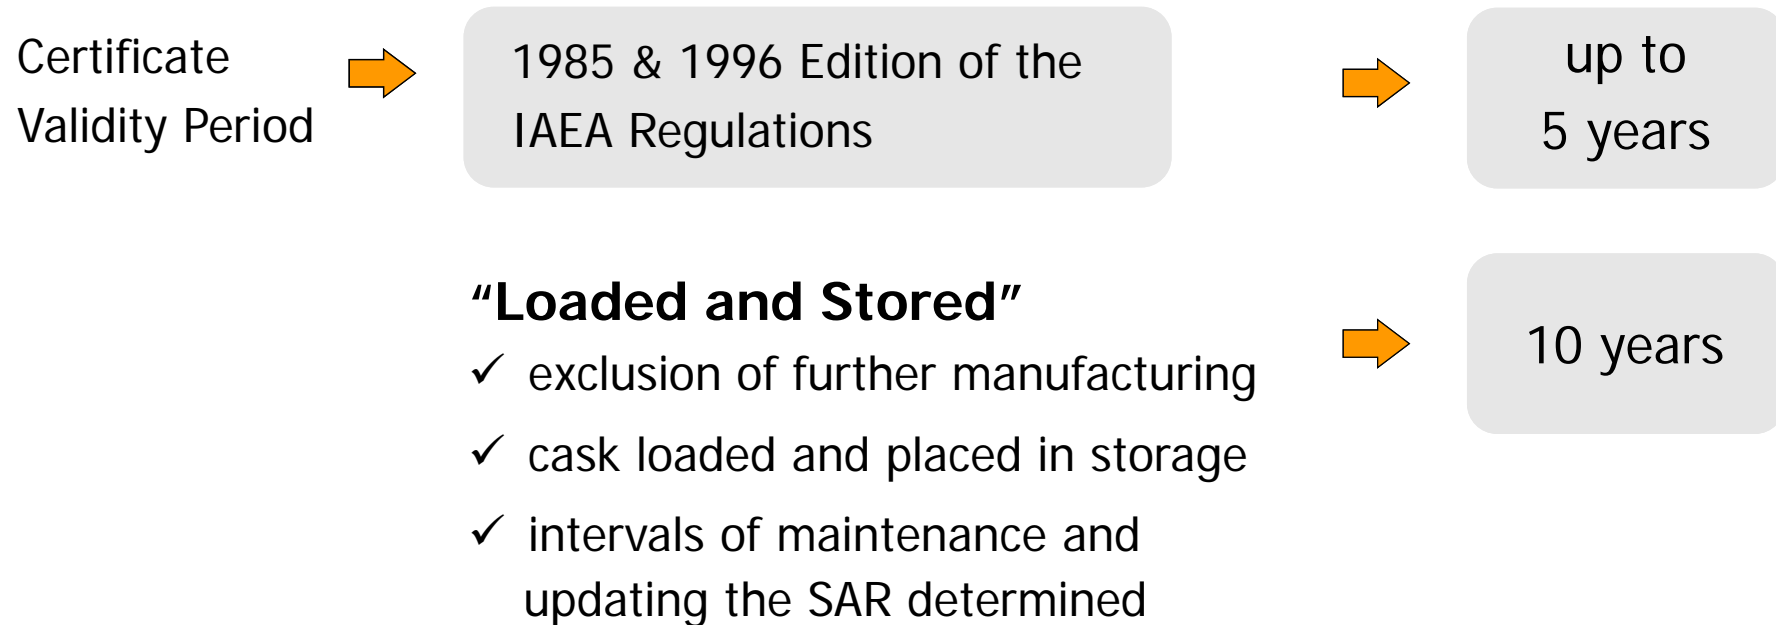 Certificate
Validity Period
1985 & 1996 Edition of the
IAEA Regulations
up to
5 years
“Loaded and Stored”
✓ exclusion of further manufacturing
✓ cask loaded and placed in storage
✓ intervals of maintenance and
updating the SAR determined
10 years